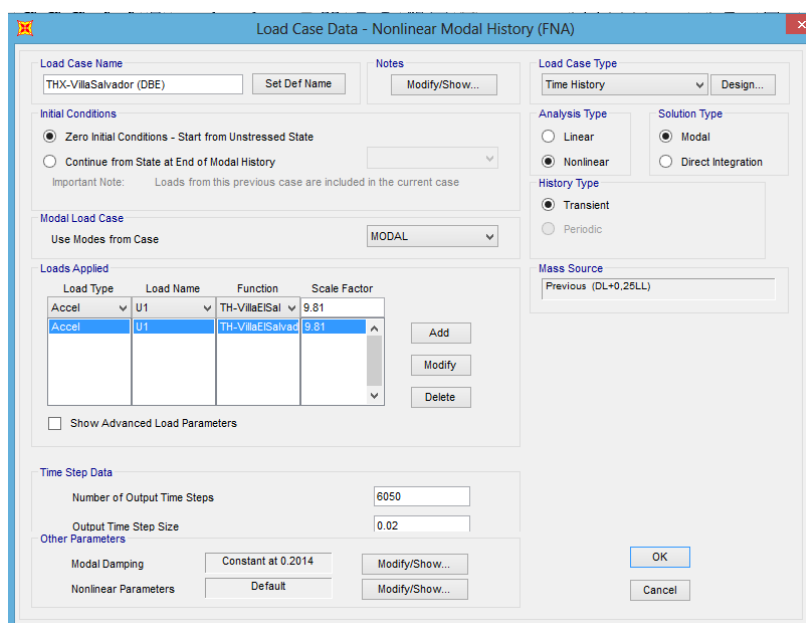 Load Case Data - Nonlinear Modal History (FNA)
Load Case Name
THX-VillaSalvador (DBE)
Set Def Name
Notes
Modify/Show...
Load Case Type
Time History
Design...
Initial Conditions
Zero Initial Conditions - Start from Unstressed State
Continue from State at End of Modal History
Important Note: Loads from this previous case are included in the current case
Analysis Type
Linear
Nonlinear
Solution Type
Modal
Direct Integration
History Type
Transient
Periodic
Modal Load Case
Use Modes from Case
MODAL
Loads Applied
Load Type Load Name Function Scale Factor
Accel U1 TH-VillaElSal 9.81
Accel U1 TH-VillaElSalvad 9.81
Add
Modify
Delete
Show Advanced Load Parameters
Mass Source
Previous (DL+0,25LL)
Time Step Data
Number of Output Time Steps 6050
Output Time Step Size 0.02
Other Parameters
Modal Damping Constant at 0.2014 Modify/Show...
Nonlinear Parameters Default Modify/Show...
OK
Cancel